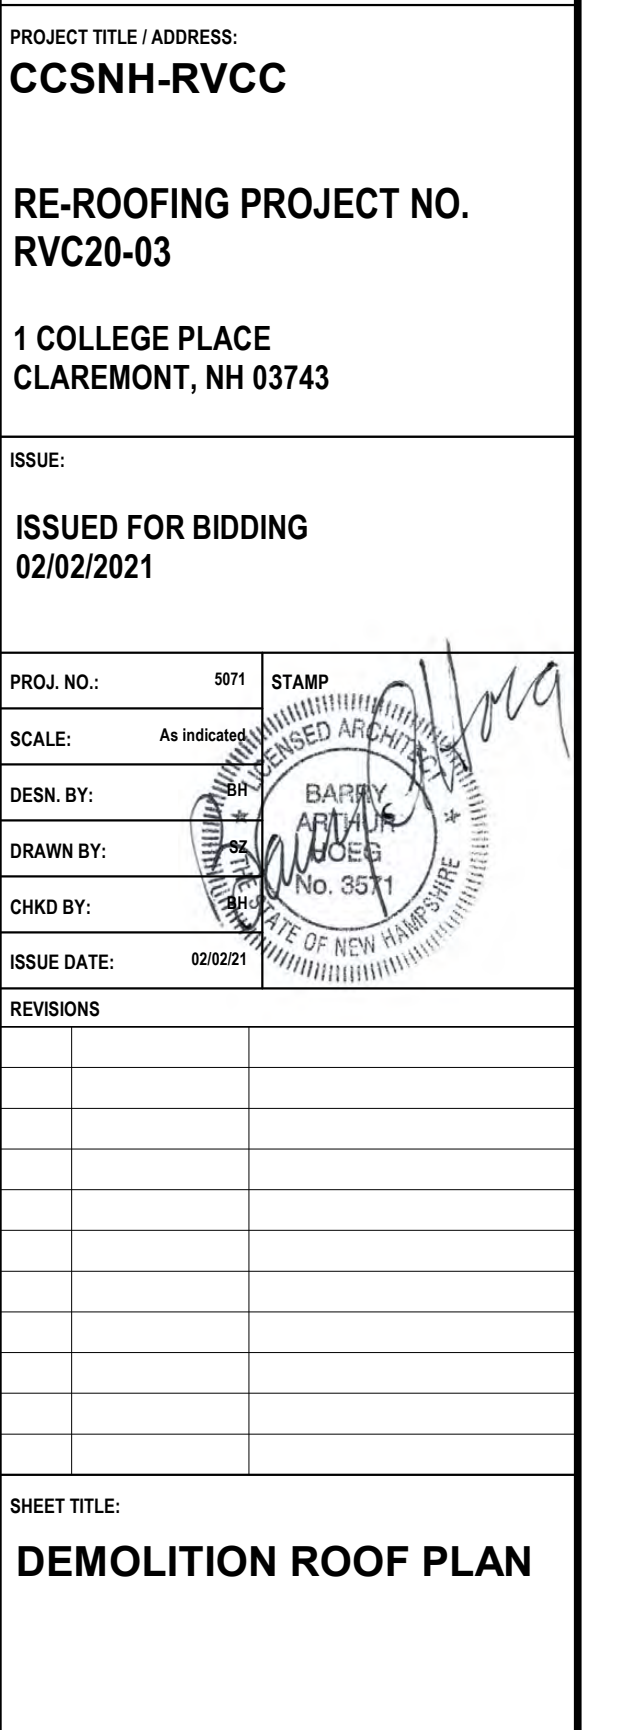 PROJECT TITLE / ADDRESS:
CCSNH-RVCC
RE-ROOFING PROJECT NO.
RVC20-03
1 COLLEGE PLACE
CLAREMONT, NH 03743
ISSUE:
ISSUED FOR BIDDING
02/02/2021
PROJ. NO.: 5071
SCALE: As indicated
DESN. BY: BH
DRAWN BY: SZ
CHKD BY: BH
ISSUE DATE: 02/02/21
STAMP
LICENSED ARCHITECT
BARRY
ARTHUR
HOEG
No. 3571
THE STATE OF NEW HAMPSHIRE
REVISIONS
SHEET TITLE:
DEMOLITION ROOF PLAN